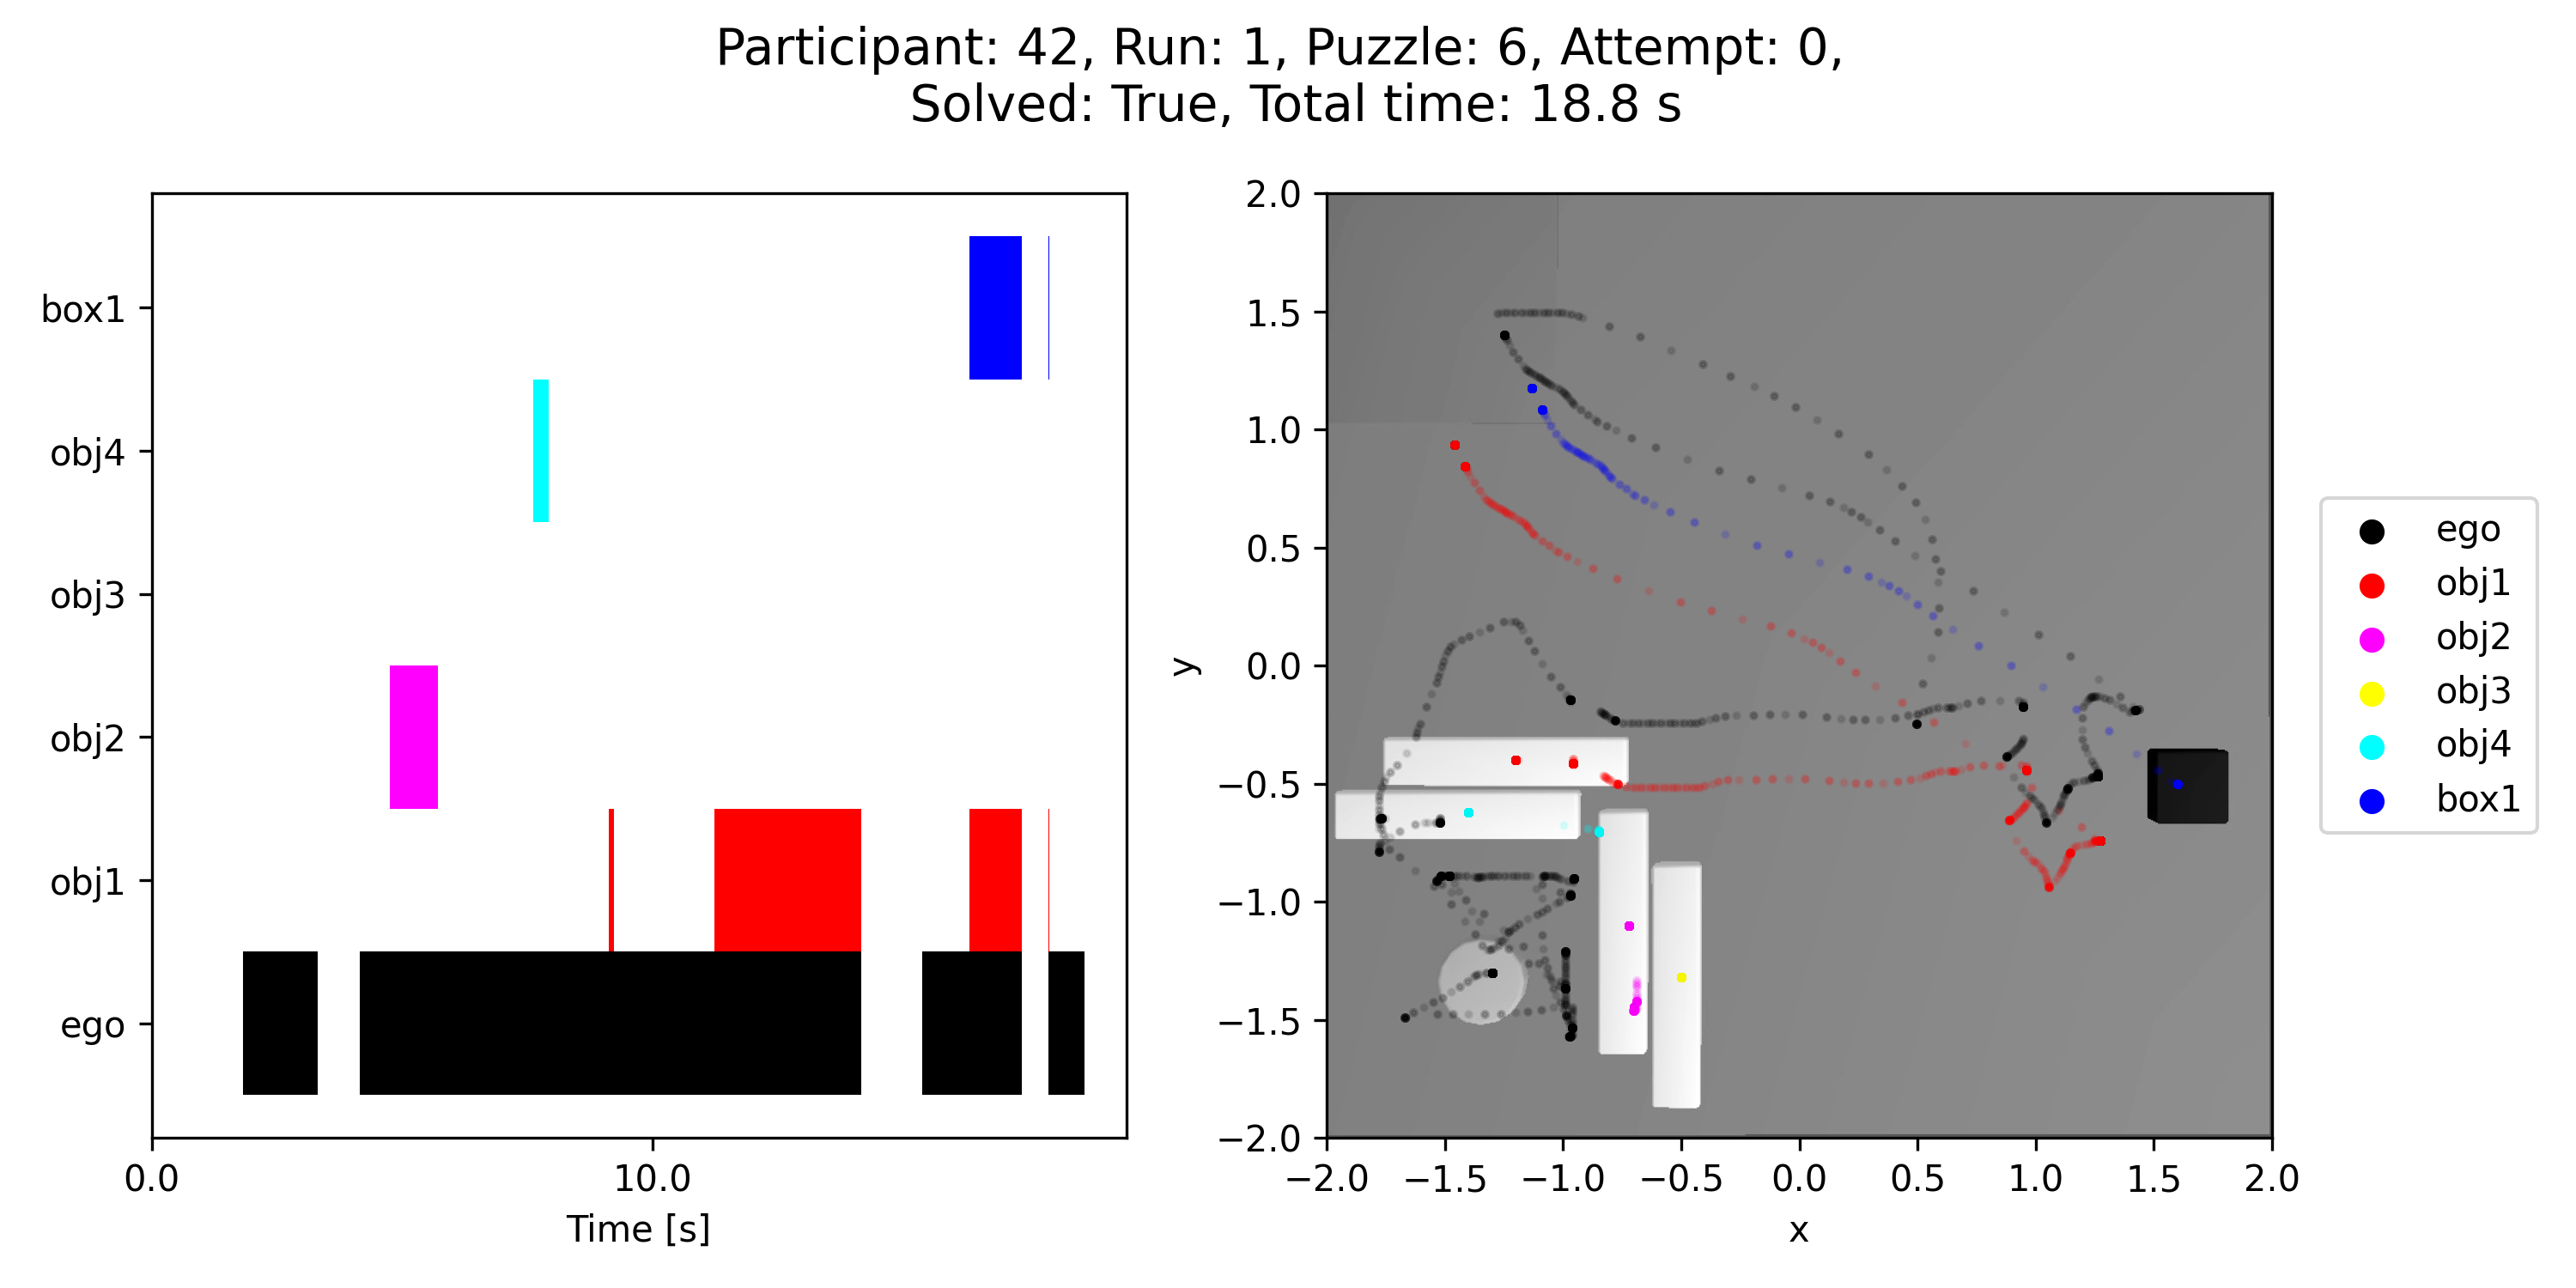 Participant: 42, Run: 1, Puzzle: 6, Attempt: 0,
Solved: True, Total time: 18.8 s
box1
obj4
obj3
obj2
obj1
ego
0.0
10.0
Time [s]
2.0
1.5
1.0
0.5
0.0
−0.5
−1.0
−1.5
−2.0
y
−2.0
−1.5
−1.0
−0.5
0.0
0.5
1.0
1.5
2.0
x
ego
obj1
obj2
obj3
obj4
box1